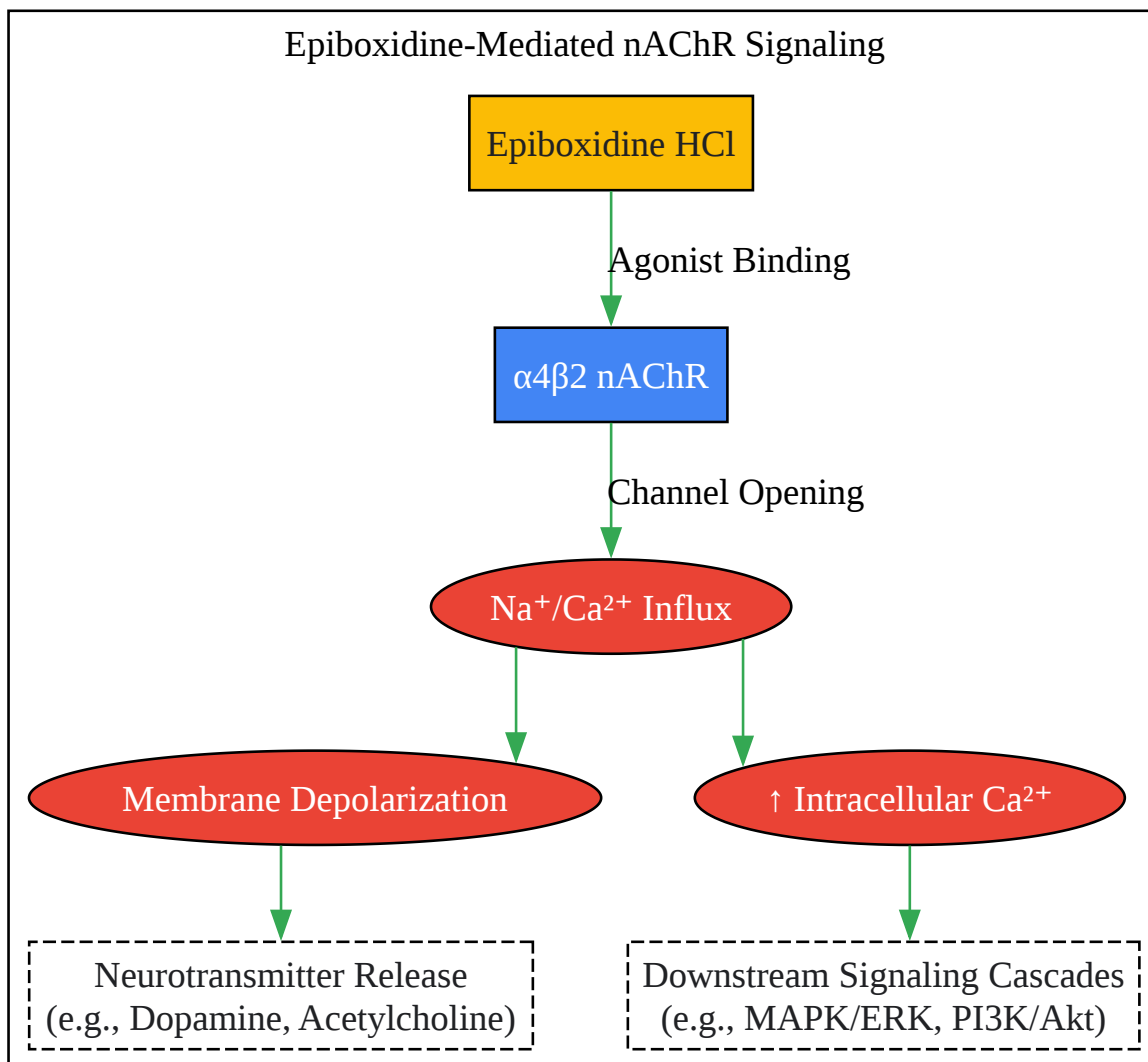 Epiboxidine-Mediated nAChR Signaling
Epiboxidine HCl
Agonist Binding
α4β2 nAChR
Channel Opening
Na⁺/Ca²⁺ Influx
Membrane Depolarization
↑ Intracellular Ca²⁺
Neurotransmitter Release
(e.g., Dopamine, Acetylcholine)
Downstream Signaling Cascades
(e.g., MAPK/ERK, PI3K/Akt)